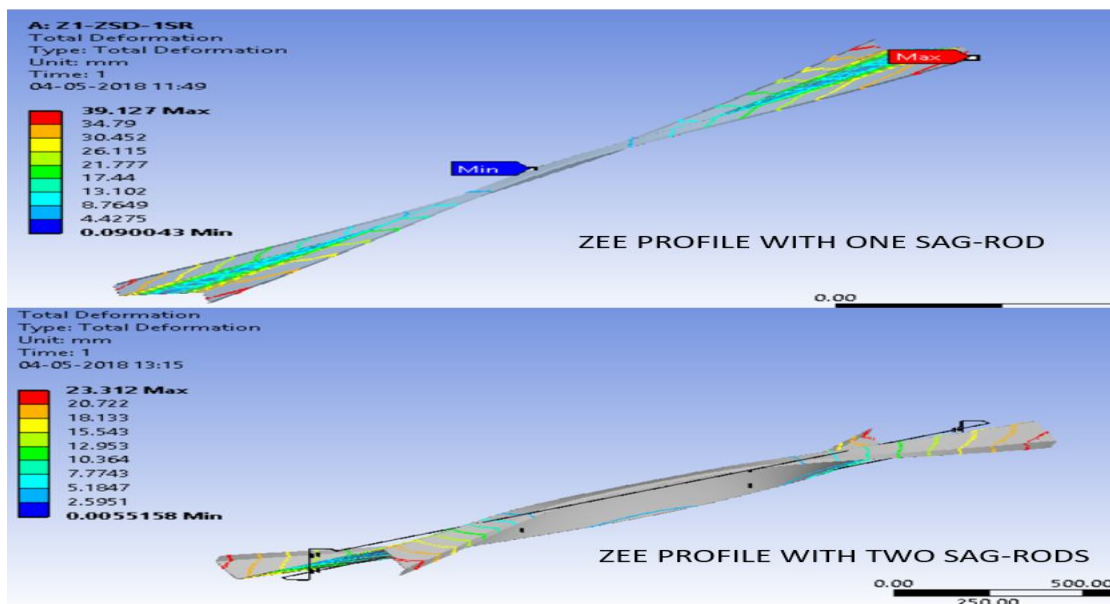 A: Z1-ZSD-1SR
Total Deformation
Type: Total Deformation
Unit: mm
Time: 1
04-05-2018 11:49
39.127 Max
34.79
30.452
26.115
21.777
17.44
13.102
8.7649
4.4275
0.090043 Min
Max
Min
ZEE PROFILE WITH ONE SAG-ROD
0.00
Total Deformation
Type: Total Deformation
Unit: mm
Time: 1
04-05-2018 13:15
23.312 Max
20.722
18.133
15.543
12.953
10.364
7.7743
5.1847
2.5951
0.0055158 Min
ZEE PROFILE WITH TWO SAG-RODS
0.00 500.00
250.00